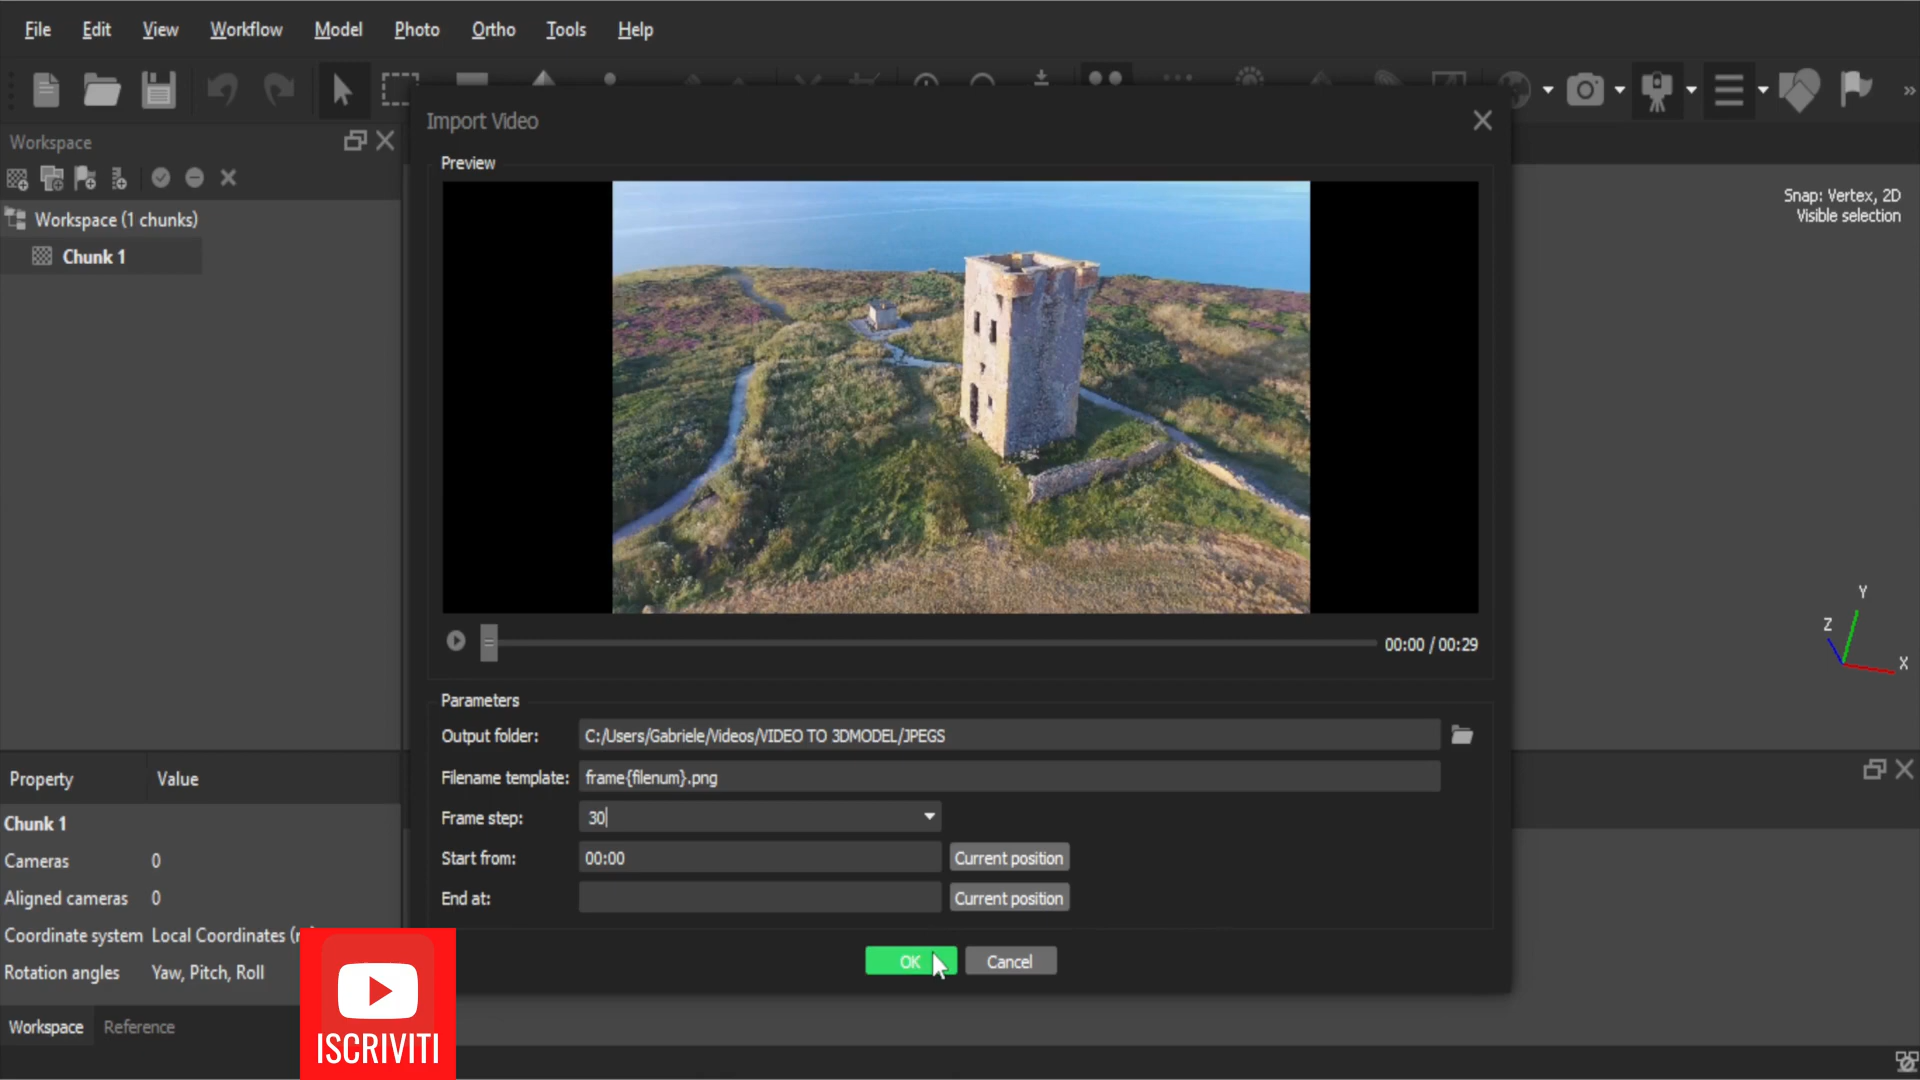 File Edit View Workflow Model Photo Ortho Tools Help
Workspace
Workspace (1 chunks)
Chunk 1
Import Video
Preview
00:00 / 00:29
Parameters
Output folder: C:/Users/Gabriele/Videos/VIDEO TO 3DMODEL/JPEGS
Filename template: frame{filenum}.png
Frame step: 30
Start from: 00:00 Current position
End at: Current position
OK Cancel
Snap: Vertex, 2D
Visible selection
Y
Z
X
Property Value
Chunk 1
Cameras 0
Aligned cameras 0
Coordinate system Local Coordinates
Rotation angles Yaw, Pitch, Roll
Workspace Reference
ISCRIVITI